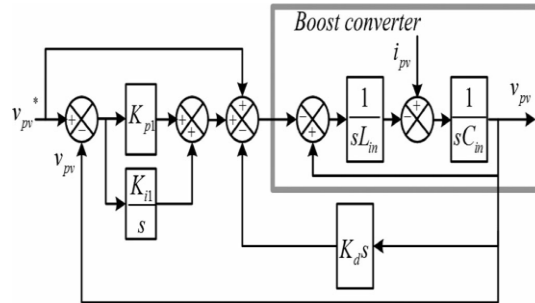 Boost converter
i_pv
v_pv*
+
−
v_pv
K_p1
K_i1
s
+
+
+
+
−
−
+
1
sL_in
+
−
1
sC_in
v_pv
K_d s